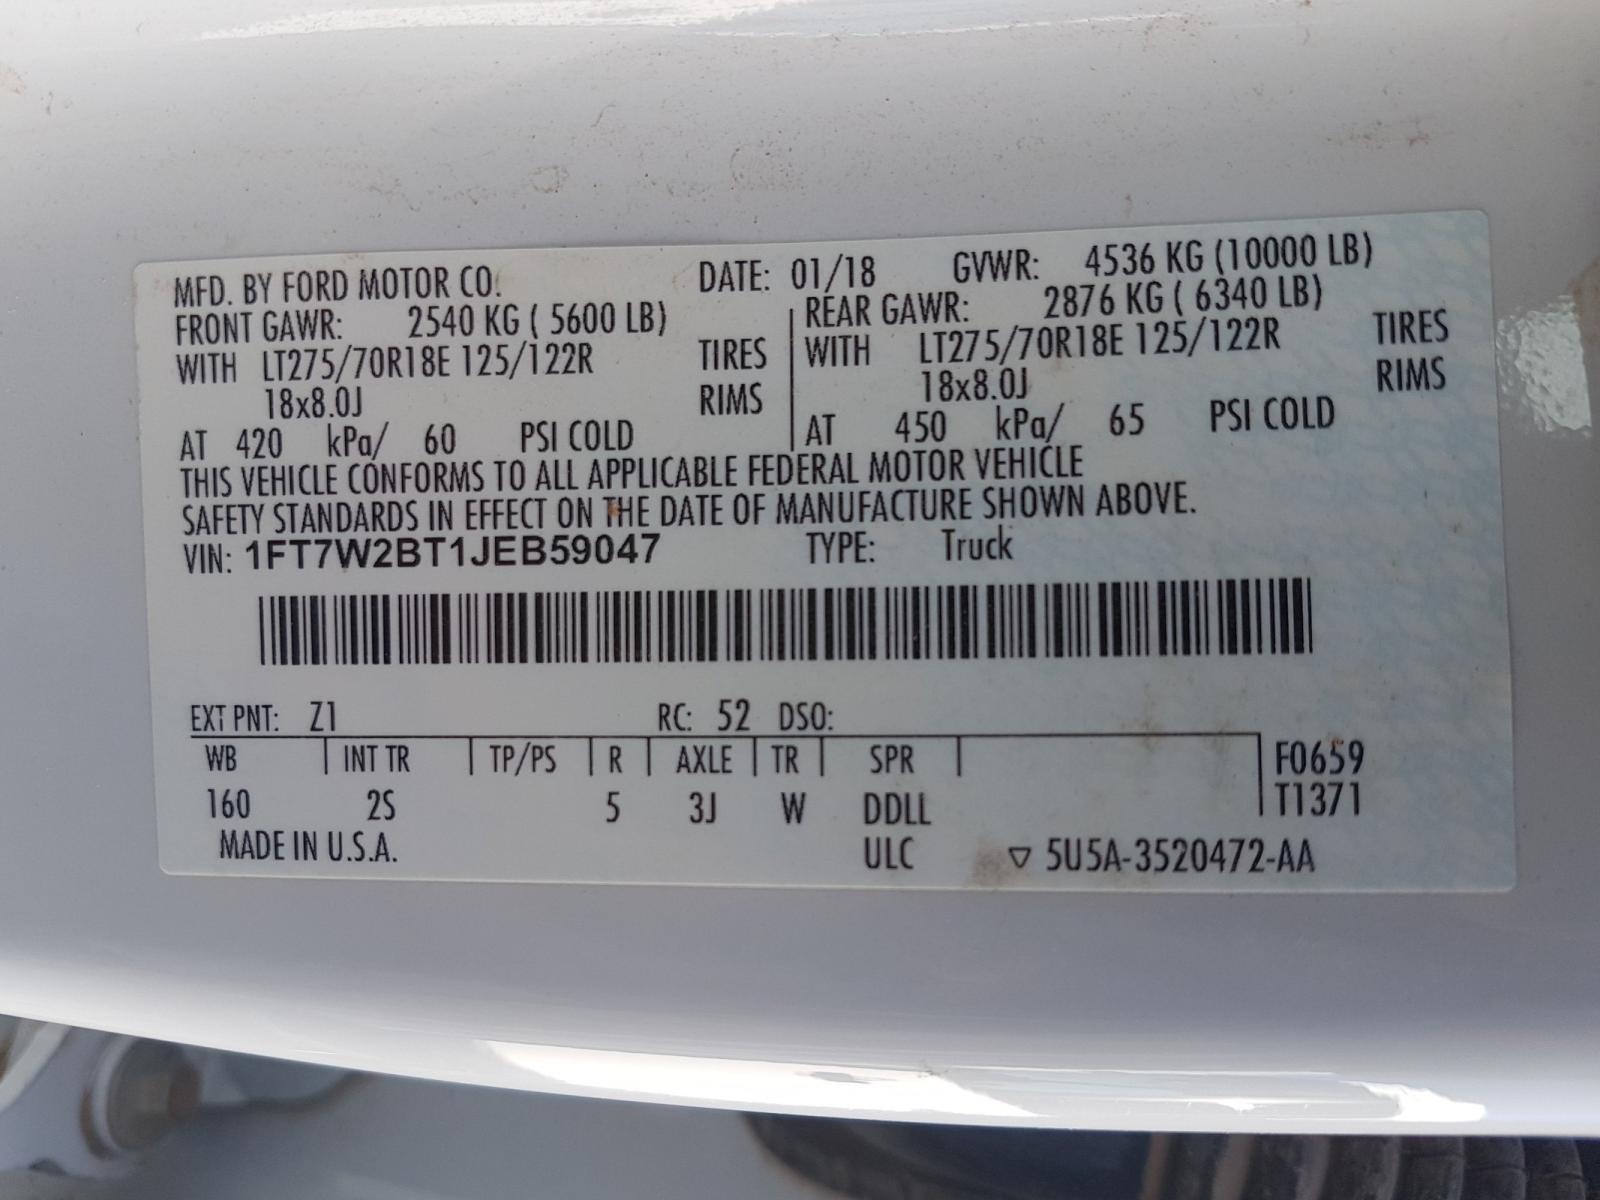 MFD. BY FORD MOTOR CO. DATE: 01/18 GVWR: 4536 KG (10000 LB)
FRONT GAWR: 2540 KG ( 5600 LB) REAR GAWR: 2876 KG ( 6340 LB)
WITH LT275/70R18E 125/122R TIRES WITH LT275/70R18E 125/122R TIRES
18x8.0J RIMS 18x8.0J RIMS
AT 420 kPa/ 60 PSI COLD AT 450 kPa/ 65 PSI COLD
THIS VEHICLE CONFORMS TO ALL APPLICABLE FEDERAL MOTOR VEHICLE
SAFETY STANDARDS IN EFFECT ON THE DATE OF MANUFACTURE SHOWN ABOVE.
VIN: 1FT7W2BT1JEB59047 TYPE: Truck
EXT PNT: Z1 RC: 52 DSO:
WB INT TR TP/PS R AXLE TR SPR F0659
160 2S 5 3J W DDLL T1371
MADE IN U.S.A. ULC ▽ 5U5A-3520472-AA